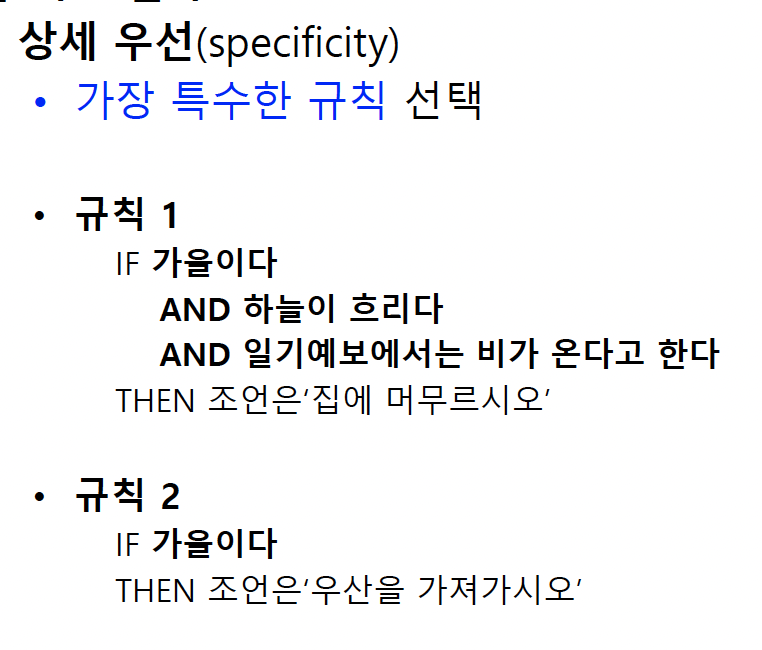 상세 우선(specificity)
• 가장 특수한 규칙 선택
• 규칙 1
IF 가을이다
AND 하늘이 흐리다
AND 일기예보에서는 비가 온다고 한다
THEN 조언은‘집에 머무르시오’
• 규칙 2
IF 가을이다
THEN 조언은‘우산을 가져가시오’